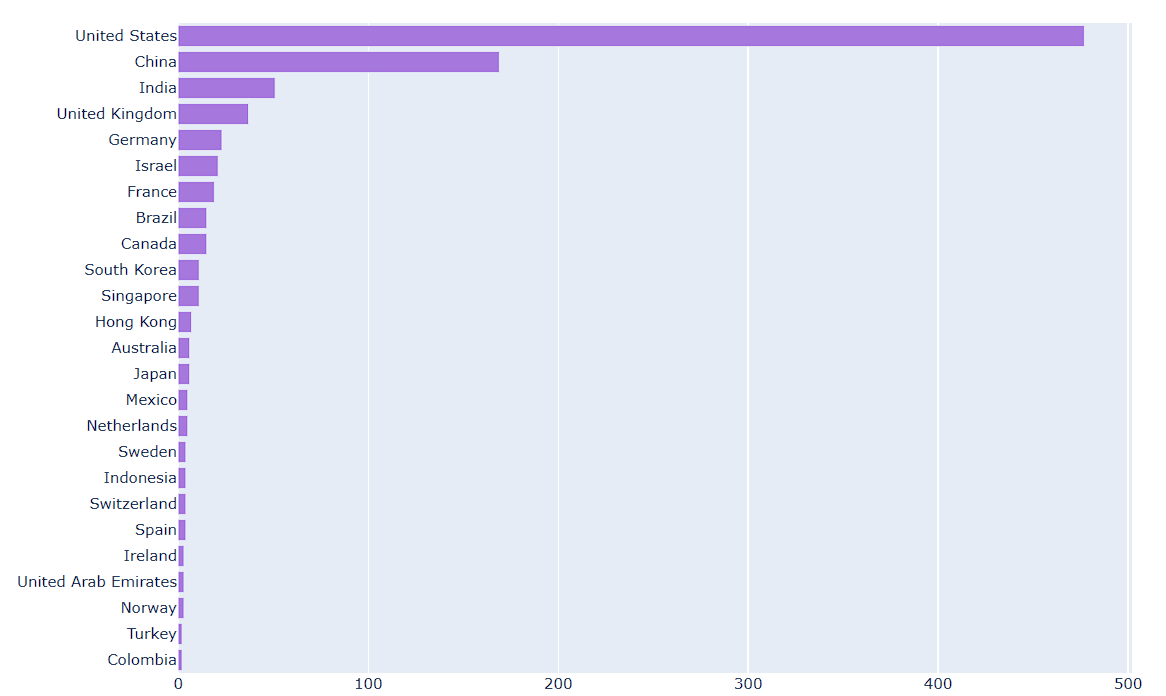 United States
China
India
United Kingdom
Germany
Israel
France
Brazil
Canada
South Korea
Singapore
Hong Kong
Australia
Japan
Mexico
Netherlands
Sweden
Indonesia
Switzerland
Spain
Ireland
United Arab Emirates
Norway
Turkey
Colombia
0 100 200 300 400 500